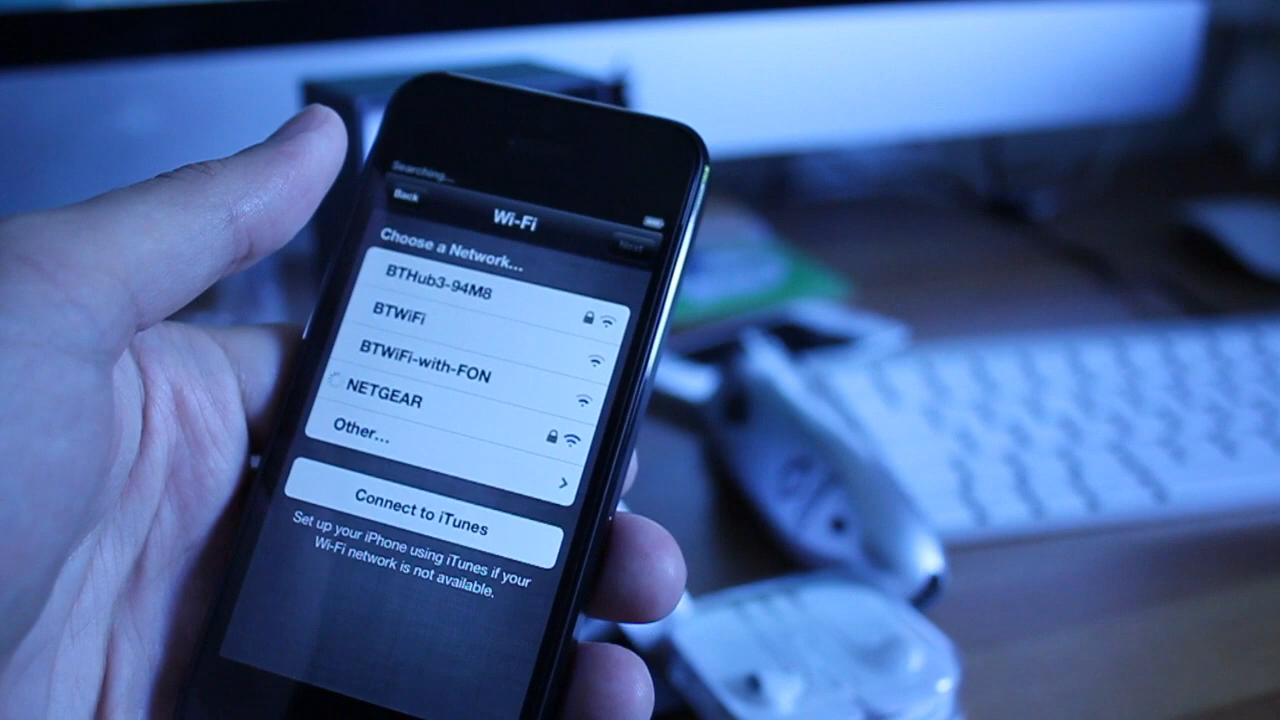 Searching...
Back
Wi-Fi
Next
Choose a Network...
BTHub3-94M8
BTWiFi
BTWiFi-with-FON
NETGEAR
Other...
Connect to iTunes
Set up your iPhone using iTunes if your
Wi-Fi network is not available.